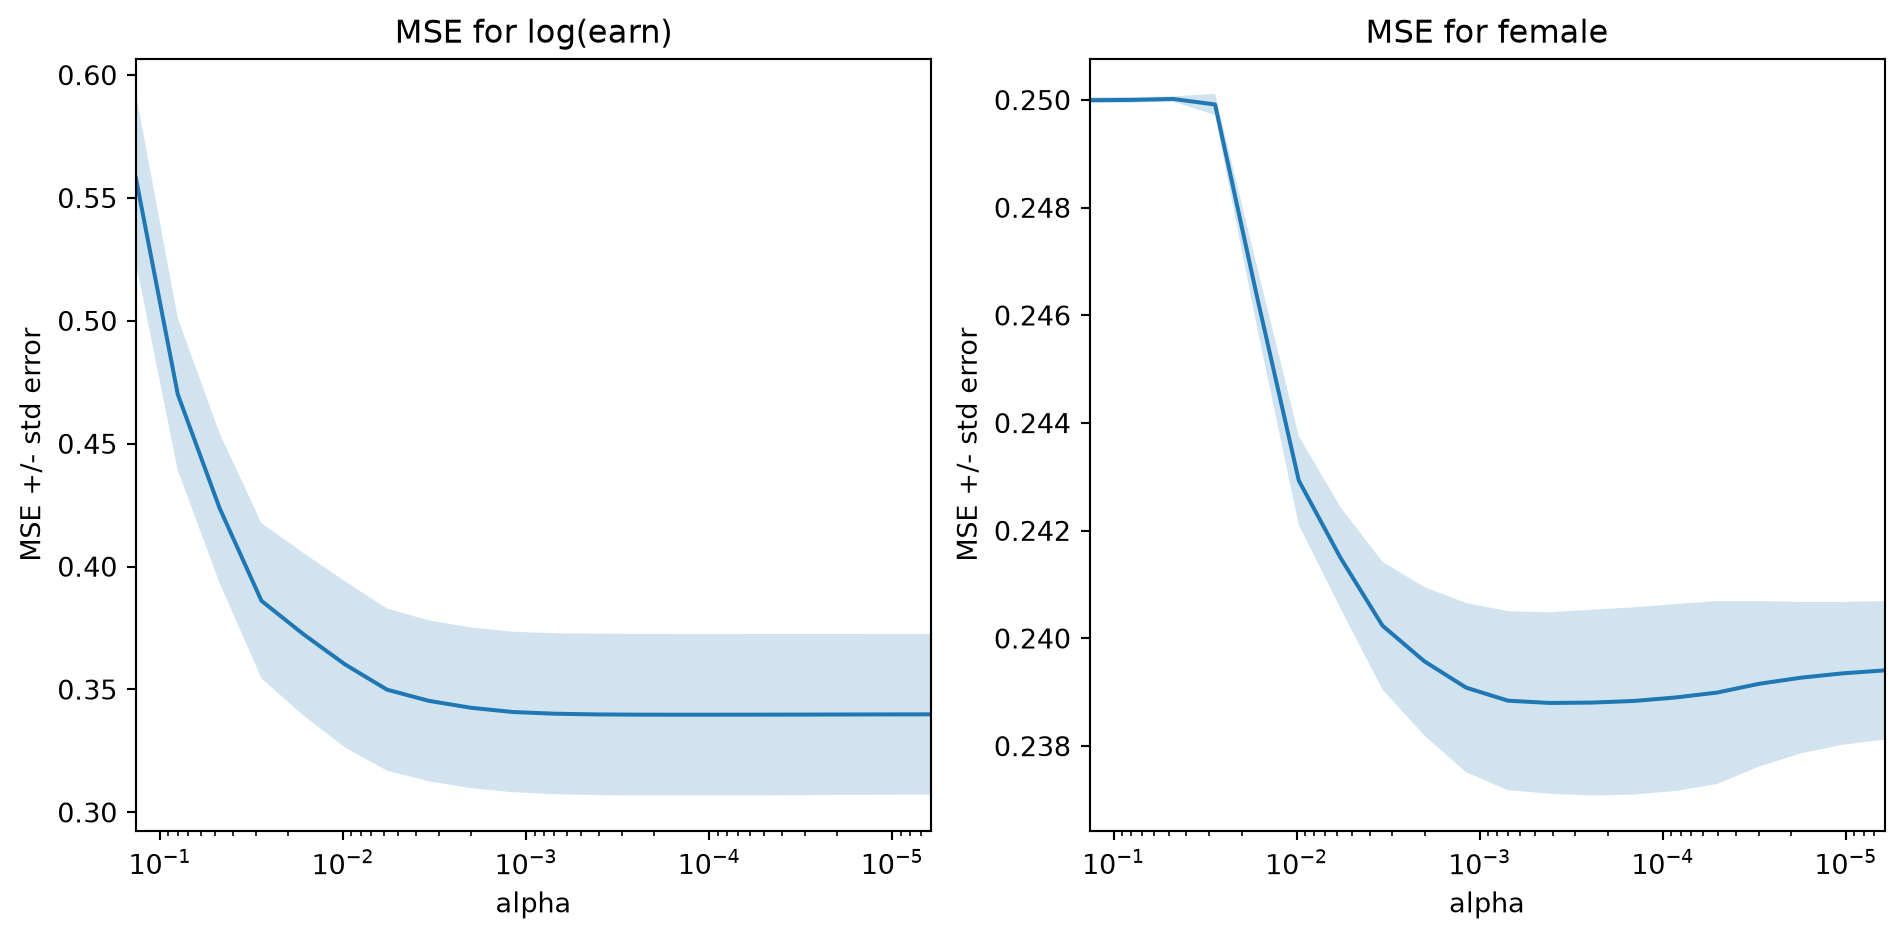 MSE for log(earn)
MSE +/- std error
0.60
0.55
0.50
0.45
0.40
0.35
0.30
10⁻¹ 10⁻² 10⁻³ 10⁻⁴ 10⁻⁵
alpha
MSE for female
MSE +/- std error
0.250
0.248
0.246
0.244
0.242
0.240
0.238
10⁻¹ 10⁻² 10⁻³ 10⁻⁴ 10⁻⁵
alpha